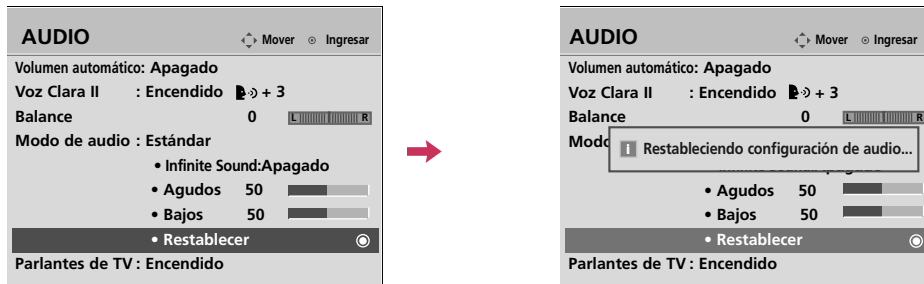 AUDIO Mover Ingresar
Volumen automático: Apagado
Voz Clara II : Encendido + 3
Balance 0 L R
Modo de audio : Estándar
• Infinite Sound:Apagado
• Agudos 50
• Bajos 50
• Restablecer
Parlantes de TV : Encendido
AUDIO Mover Ingresar
Volumen automático: Apagado
Voz Clara II : Encendido + 3
Balance 0 L R
Modo
i Restableciendo configuración de audio...
• Agudos 50
• Bajos 50
• Restablecer
Parlantes de TV : Encendido